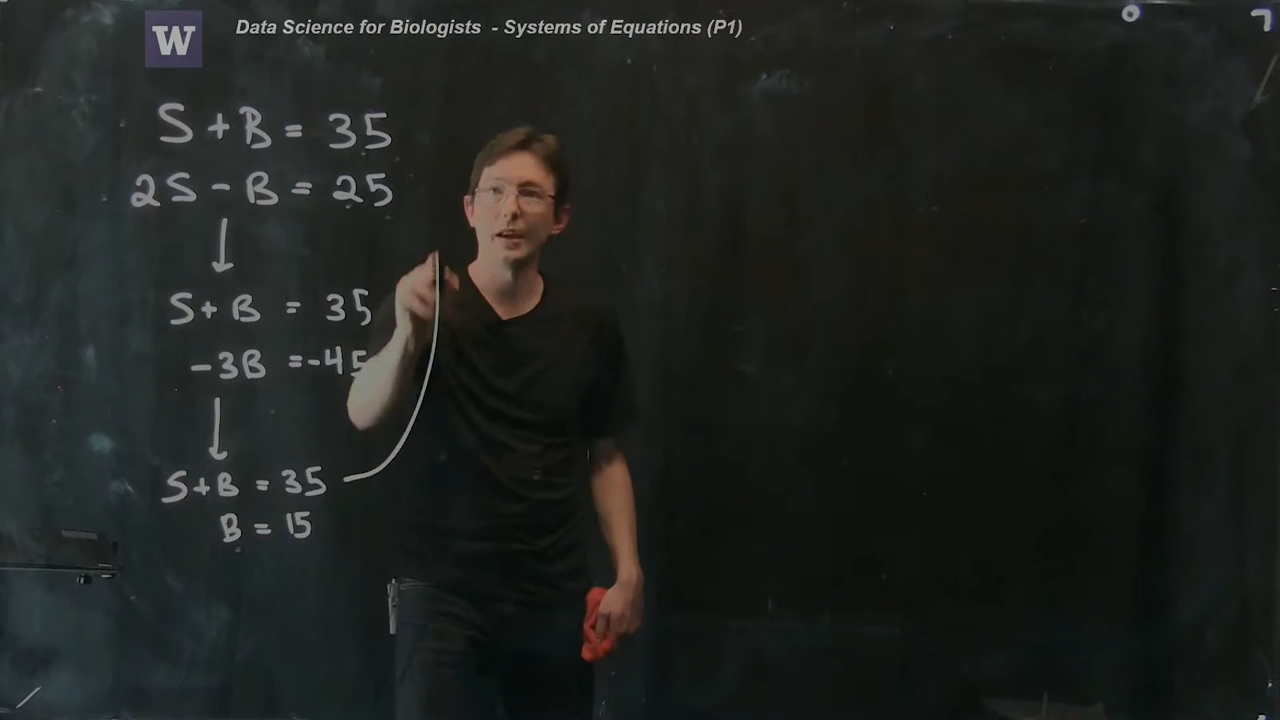 W
Data Science for Biologists - Systems of Equations (P1)
S + B = 35
2S - B = 25
S + B = 35
-3B = -45
S + B = 35
B = 15